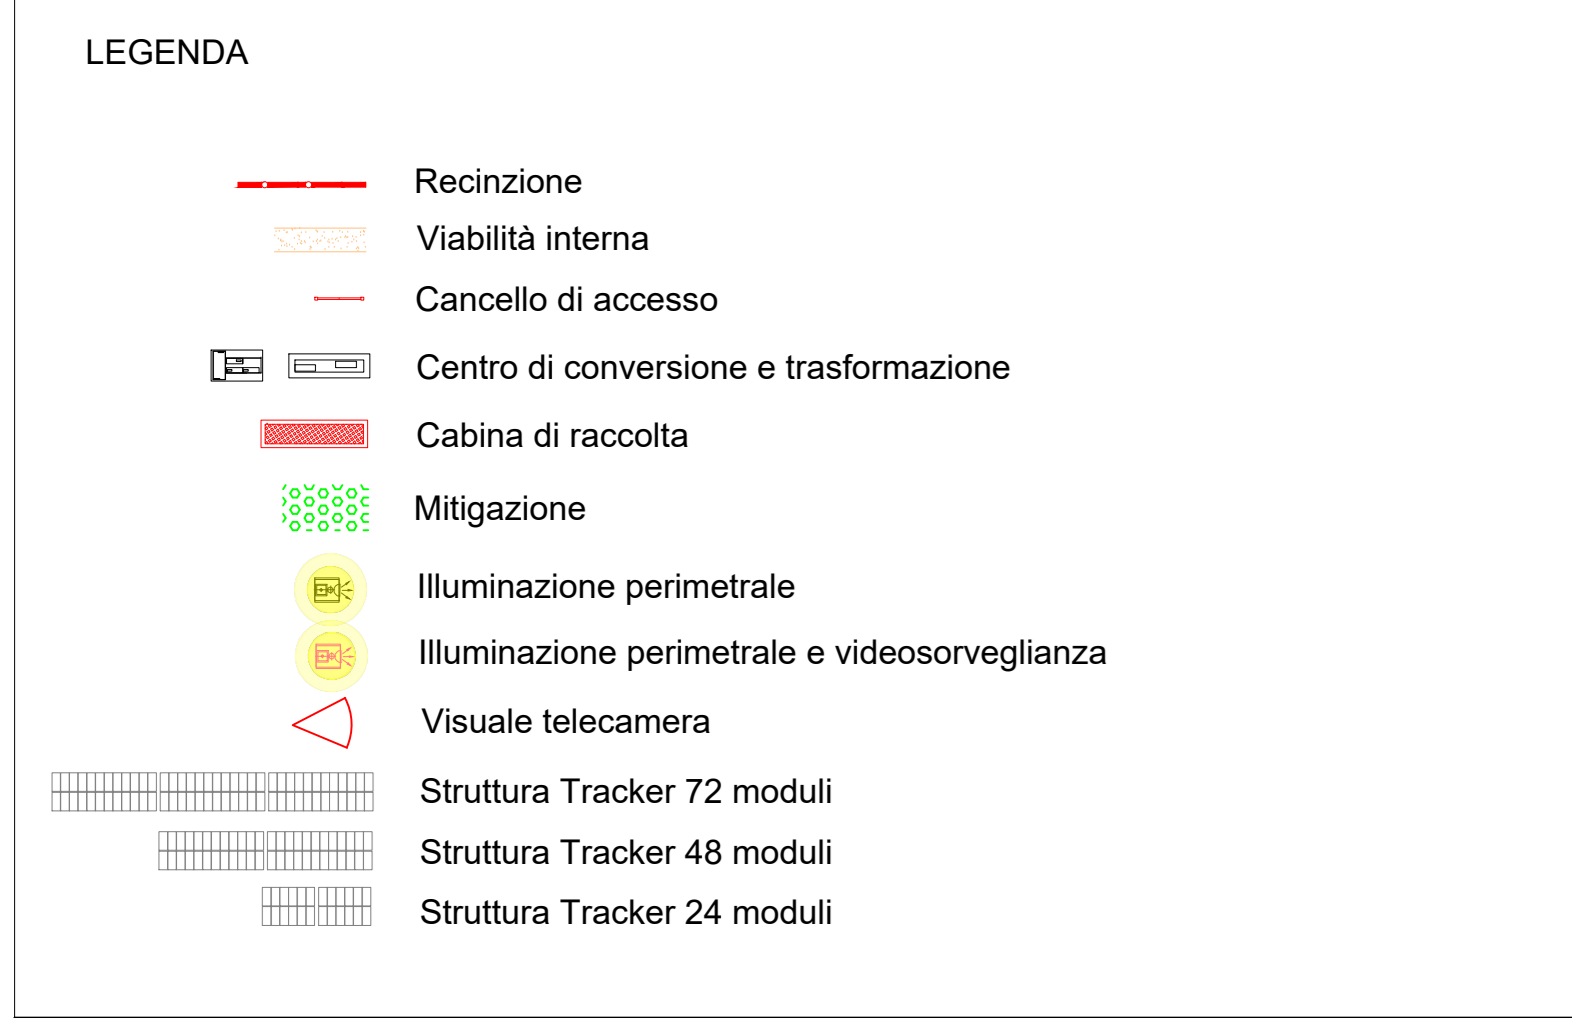 LEGENDA
Recinzione
Viabilità interna
Cancello di accesso
Centro di conversione e trasformazione
Cabina di raccolta
Mitigazione
Illuminazione perimetrale
Illuminazione perimetrale e videosorveglianza
Visuale telecamera
Struttura Tracker 72 moduli
Struttura Tracker 48 moduli
Struttura Tracker 24 moduli